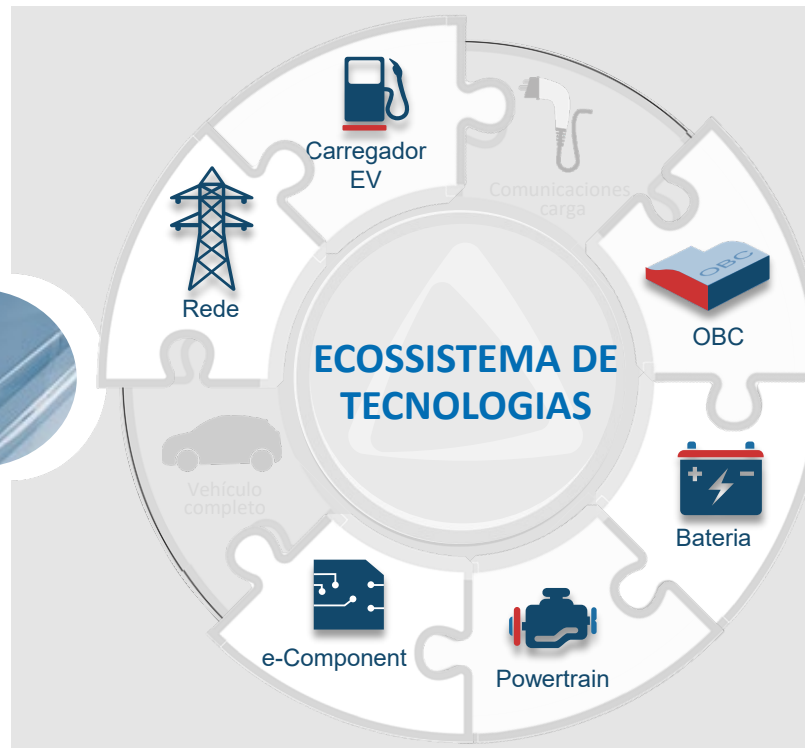 Carregador
EV
Comunicaciones
carga
Rede
OBC
OBC
ECOSSISTEMA DE
TECNOLOGIAS
Vehículo
completo
Bateria
e-Component
Powertrain